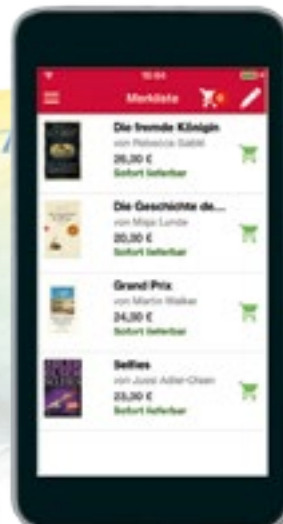 Merkliste
Die fremde Königin
von Rebecca Gablé
26,00 €
Sofort lieferbar
Die Geschichte de...
von Maja Lunde
20,00 €
Sofort lieferbar
Grand Prix
von Martin Walker
24,00 €
Sofort lieferbar
Selfies
von Jussi Adler-Olsen
23,00 €
Sofort lieferbar